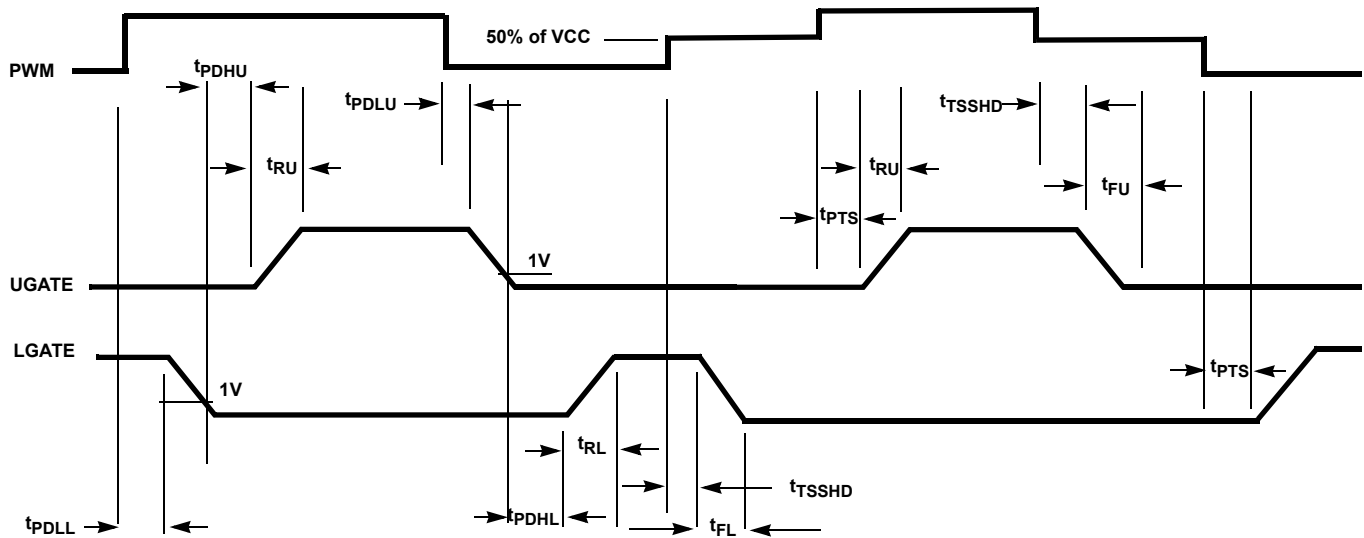 50% of VCC
PWM
tPDHU
tPDLU
tTSSHD
tRU
tRU
tFU
tPTS
1V
UGATE
LGATE
1V
tPTS
tRL
tTSSHD
tPDLL
tPDHL
tFL